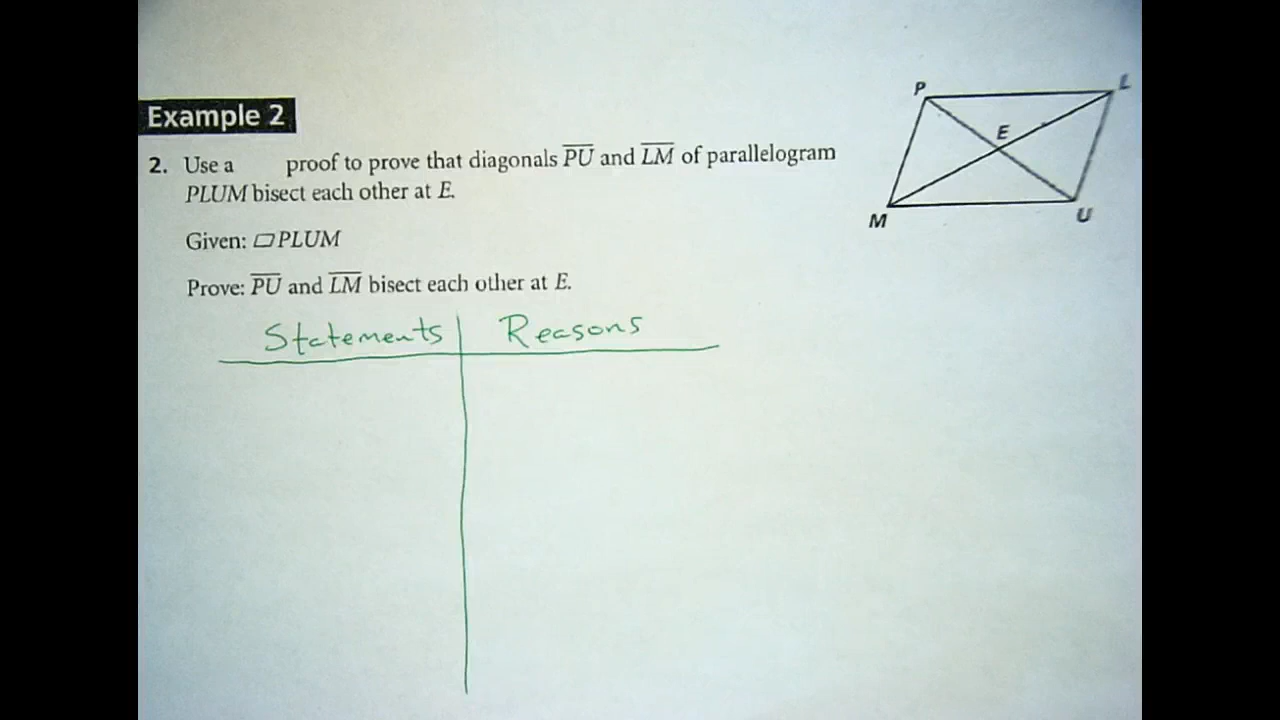 Example 2
2. Use a proof to prove that diagonals PU and LM of parallelogram
PLUM bisect each other at E.
Given: ▱PLUM
Prove: PU and LM bisect each other at E.
Statements Reasons
P L
E
M U